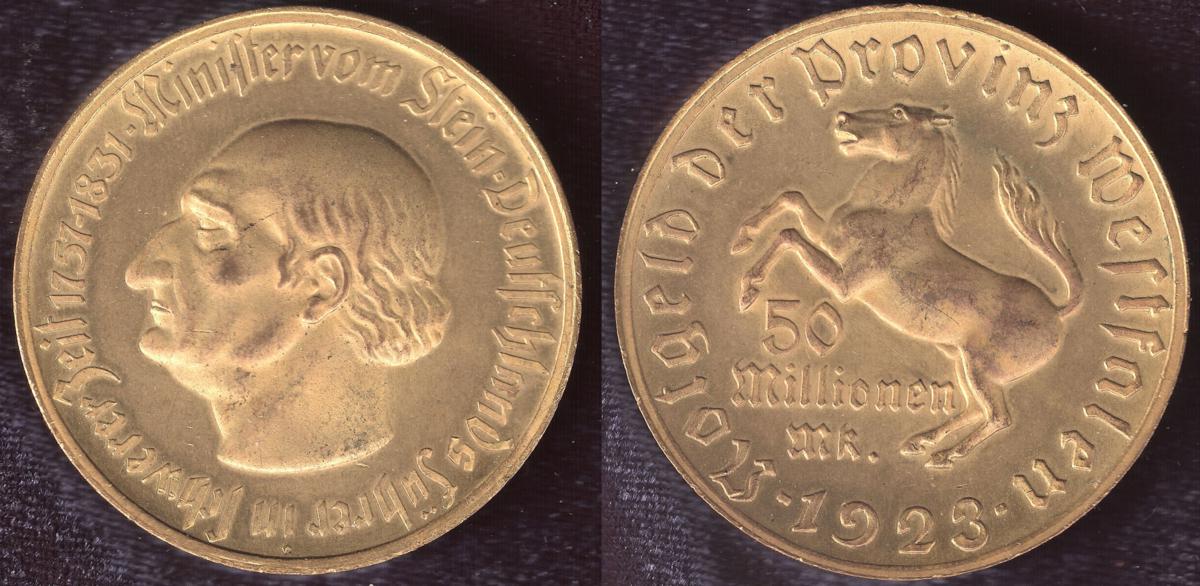 Minister vom Stein · Deutschlands Führer in schwerer Zeit 1757-1831 ·
Notgeld der Provinz Westfalen
50
Millionen
Mk.
· 1923 ·